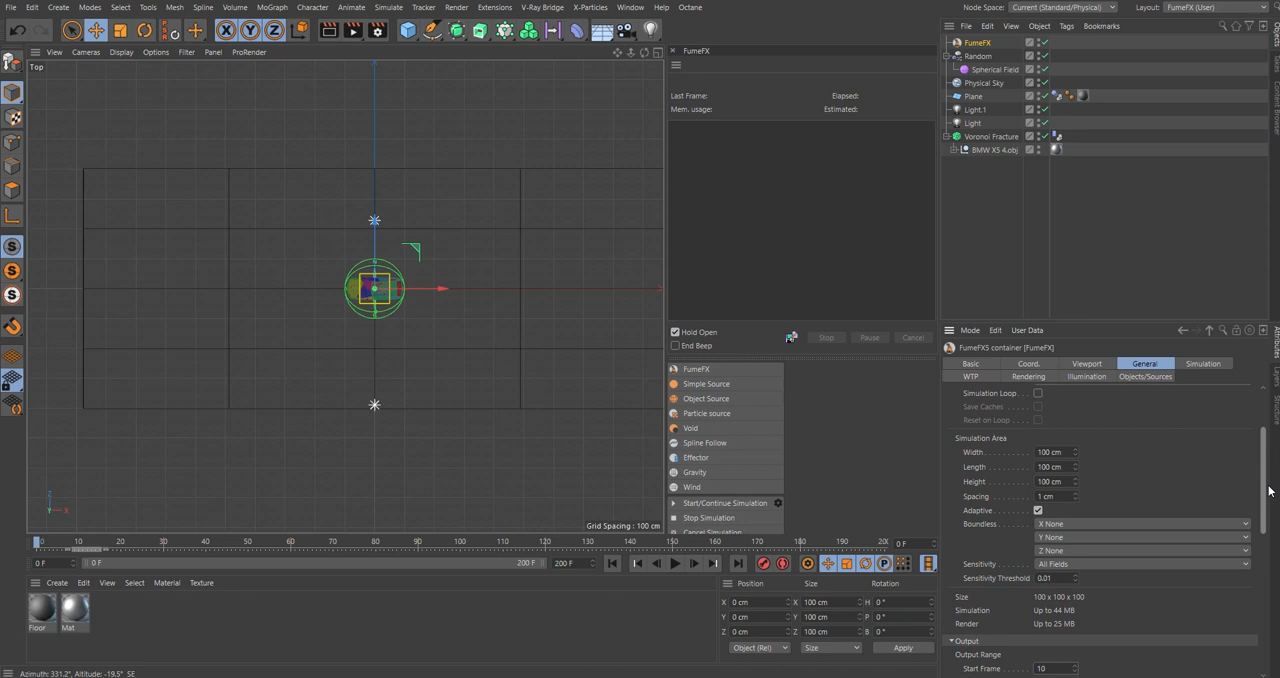 File Edit Create Modes Select Tools Mesh Spline Volume MoGraph Character Animate Simulate Tracker Render Extensions V-Ray Bridge X-Particles Window Help Octane Node Space: Current (Standard/Physical) Layout: FumeFX (User)
X Y Z
File Edit View Object Tags Bookmarks
View Cameras Display Options Filter Panel ProRender
FumeFX
Top
FumeFX
Random
Spherical Field
Physical Sky
Plane
Light.1
Light
Voronoi Fracture
BMW X5 4.obj
Last Frame: Elapsed:
Mem. usage: Estimated:
Objects
Takes
Content Browser
Hold Open
End Beep
Stop Pause Cancel
FumeFX
Simple Source
Object Source
Particle source
Void
Spline Follow
Effector
Gravity
Wind
Start/Continue Simulation
Stop Simulation
Grid Spacing : 100 cm
Mode Edit User Data
FumeFX5 container [FumeFX]
Basic Coord. Viewport General Simulation
WTP Rendering Illumination Objects/Sources
Attributes
Layers
Structure
Simulation Loop
Save Caches
Reset on Loop
Simulation Area
Width 100 cm
Length 100 cm
Height 100 cm
Spacing 1 cm
Adaptive
Boundless X None
Y None
Z None
Sensitivity All Fields
Sensitivity Threshold 0.01
Size 100 x 100 x 100
Simulation Up to 44 MB
Render Up to 25 MB
Output
Output Range
Start Frame 10
0 10 20 30 40 50 60 70 80 90 100 110 120 130 140 150 160 170 180 190 200 0 F
0 F 0 F 200 F 200 F
Create Edit View Select Material Texture
Floor Mat
Position Size Rotation
X 0 cm X 100 cm H 0 °
Y 0 cm Y 100 cm P 0 °
Z 0 cm Z 100 cm B 0 °
Object (Rel) Size Apply
Azimuth: 331.2°, Altitude: -19.5° SE